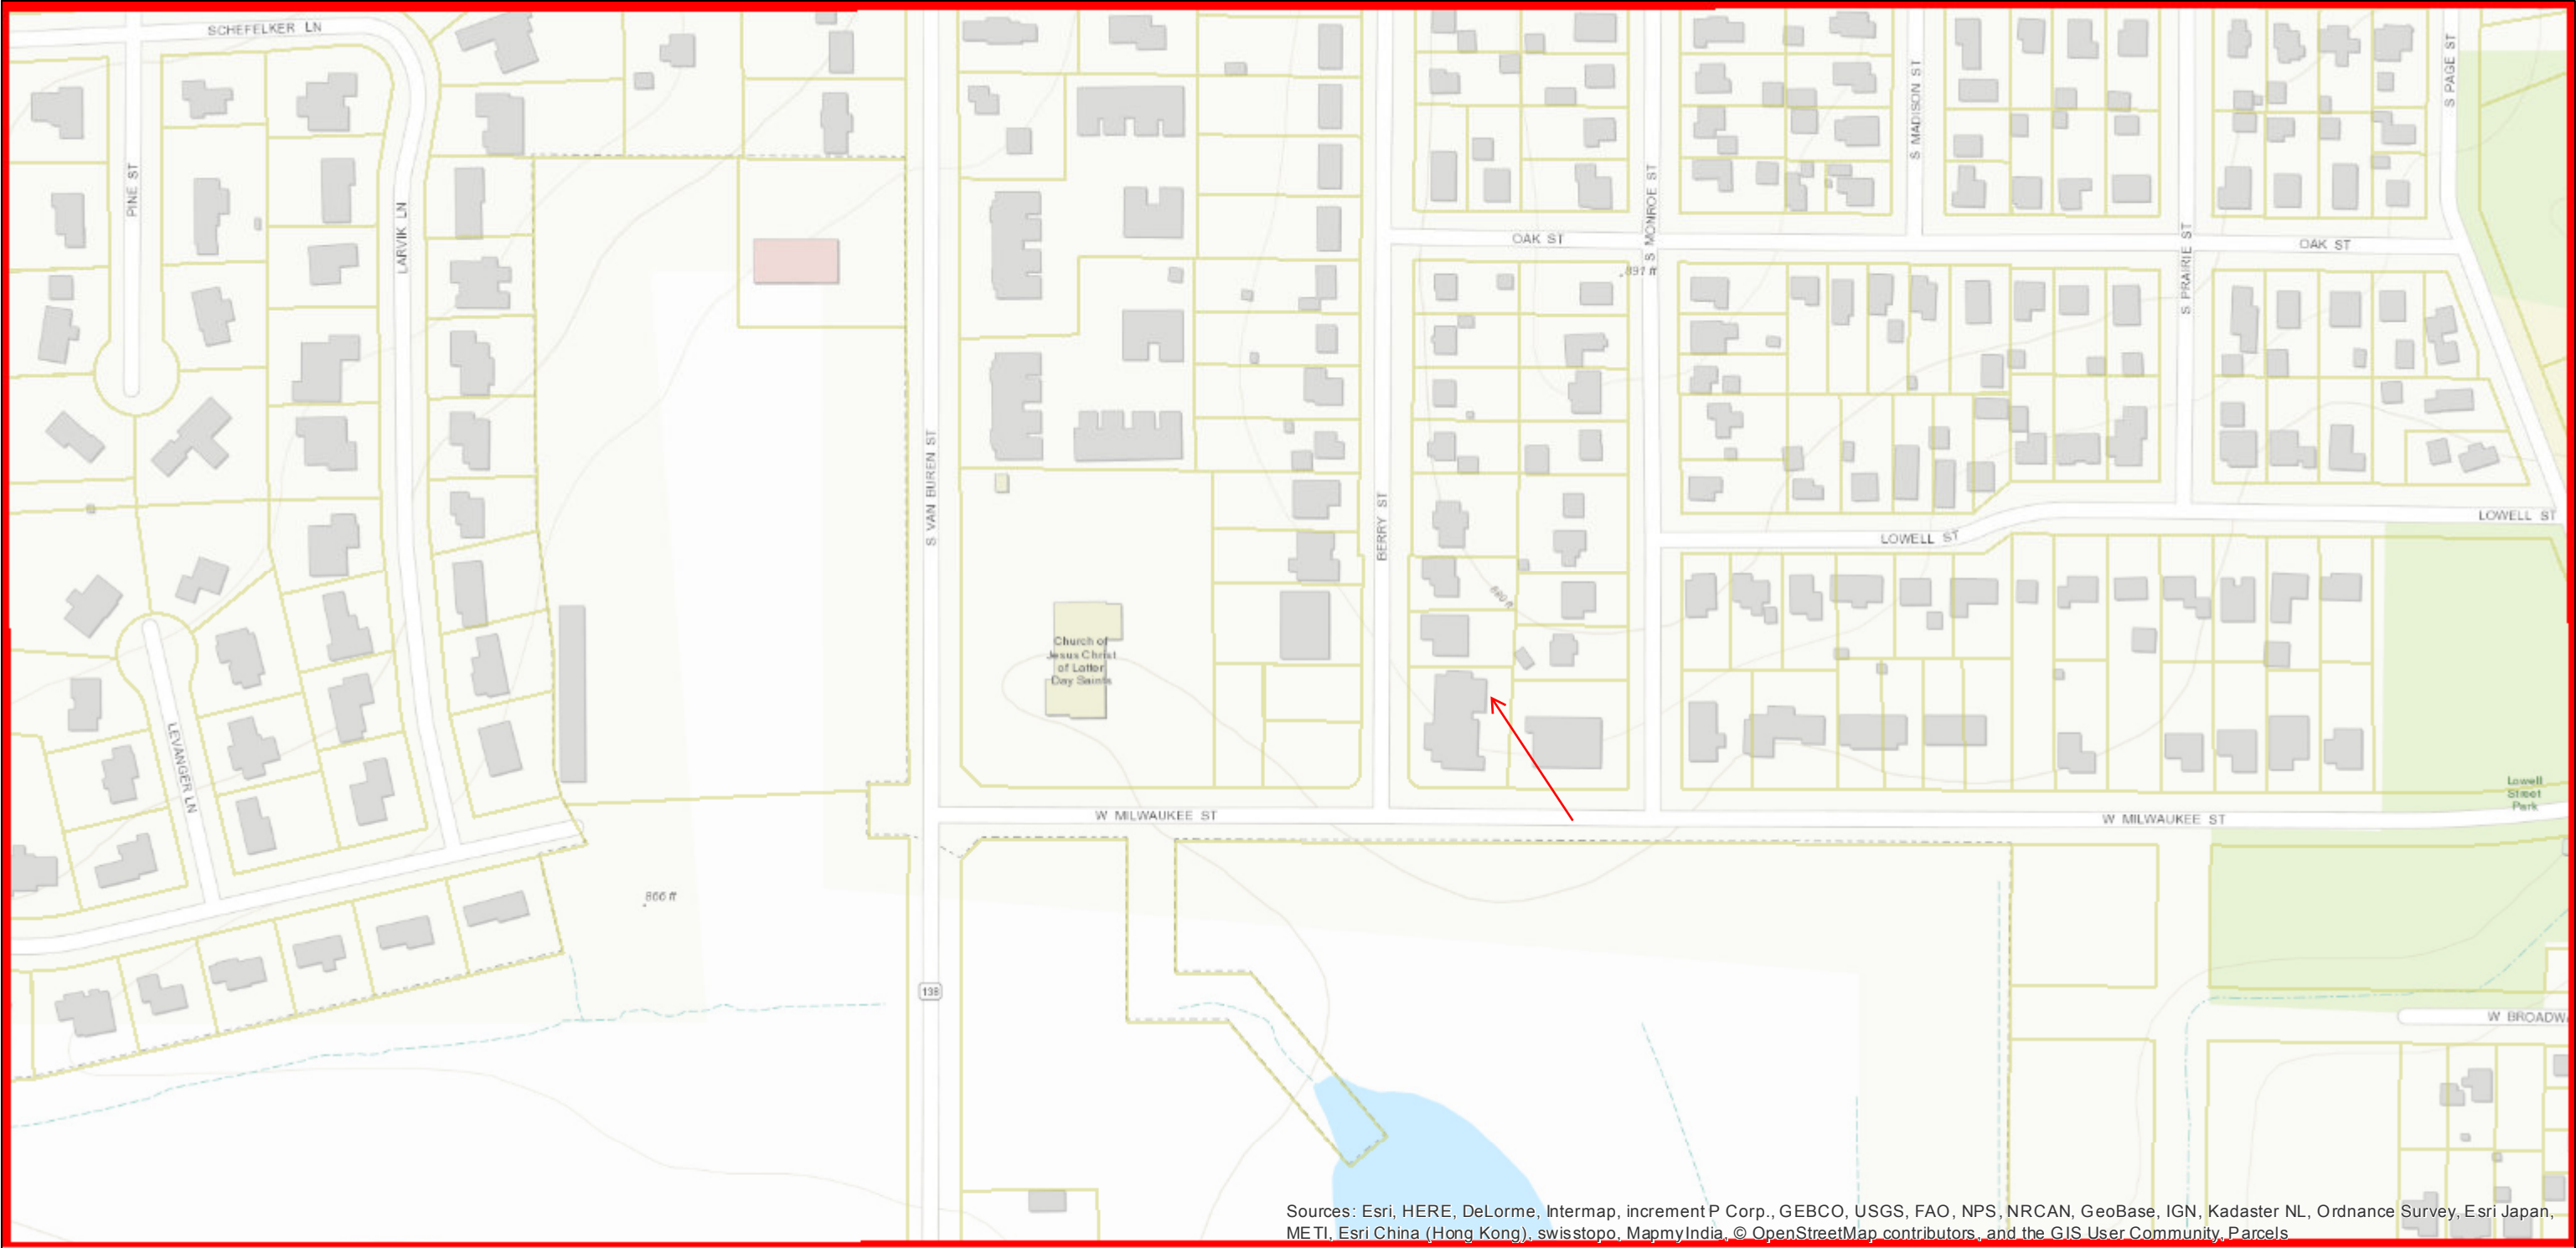 SCHEFELKER LN
PINE ST
LARVIK LN
S VAN BUREN ST
BERRY ST
OAK ST
S MONROE ST
891 ft
S MADISON ST
S PRAIRIE ST
S PAGE ST
OAK ST
LOWELL ST
LOWELL ST
880 ft
Church of
Jesus Christ
of Latter
Day Saints
LEVANGER LN
W MILWAUKEE ST
W MILWAUKEE ST
Lowell
Street
Park
866 ft
138
W BROADWA
Sources: Esri, HERE, DeLorme, Intermap, increment P Corp., GEBCO, USGS, FAO, NPS, NRCAN, GeoBase, IGN, Kadaster NL, Ordnance Survey, Esri Japan,
METI, Esri China (Hong Kong), swisstopo, MapmyIndia, © OpenStreetMap contributors, and the GIS User Community, Parcels